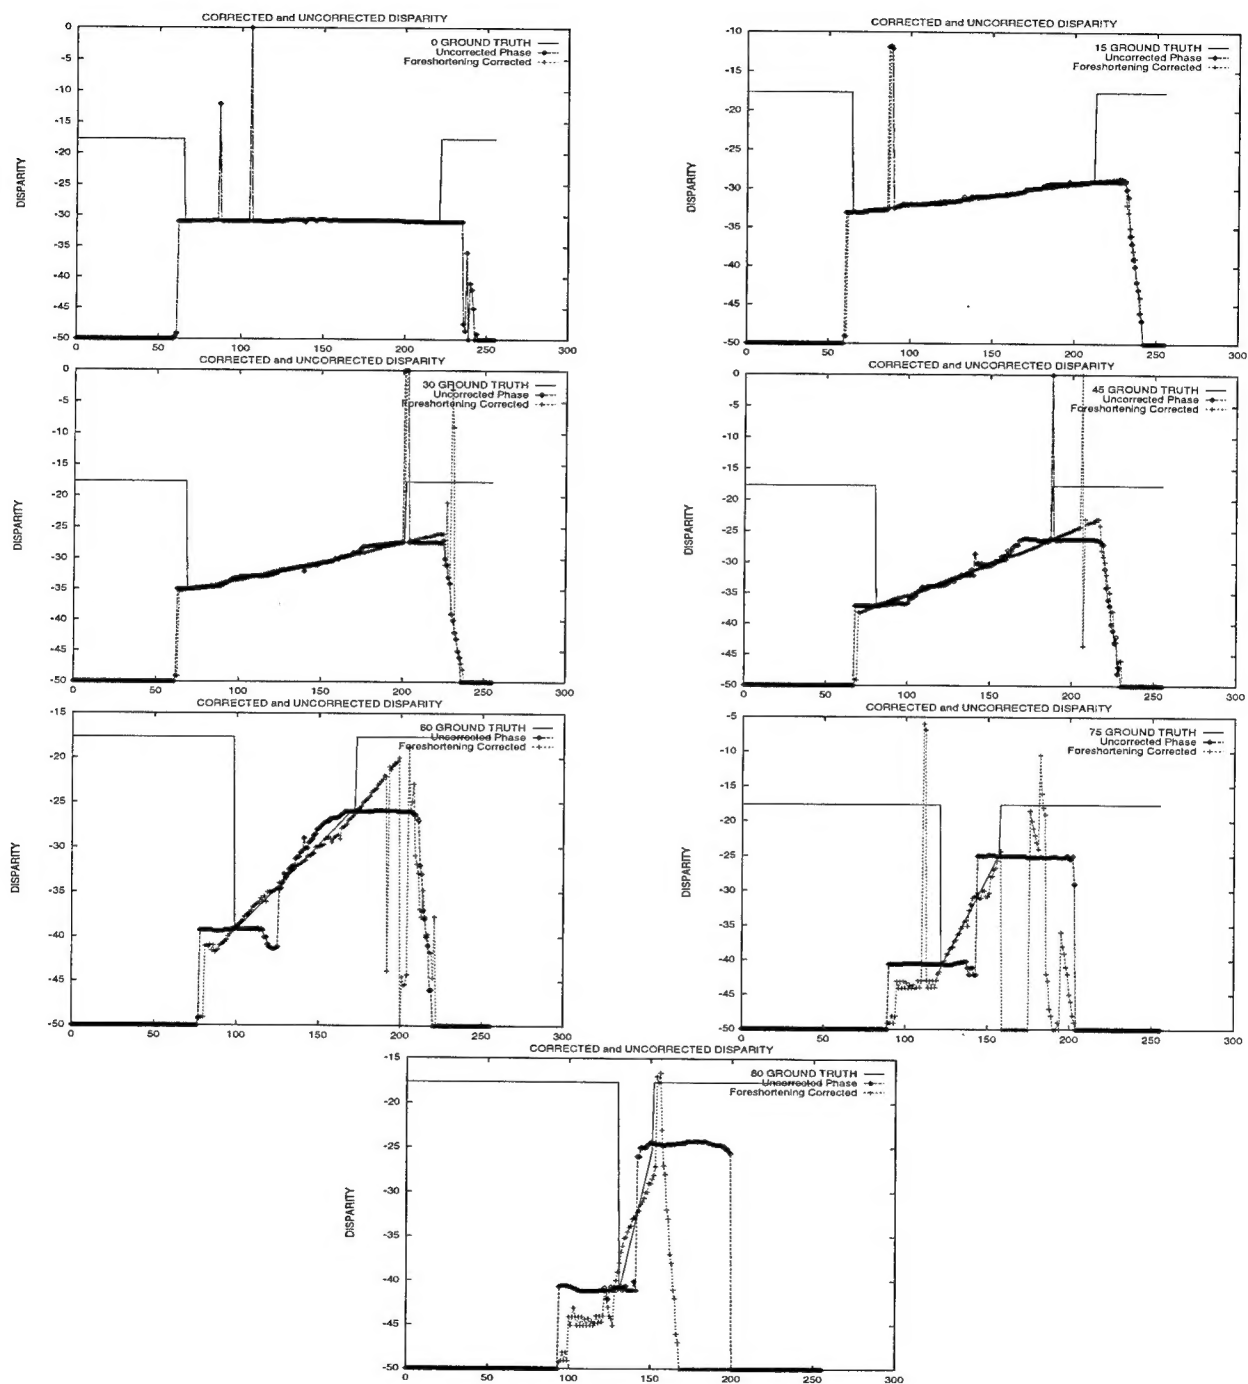 CORRECTED and UNCORRECTED DISPARITY
0 GROUND TRUTH
Uncorrected Phase
Foreshortening Corrected
DISPARITY
0
-5
-10
-15
-20
-25
-30
-35
-40
-45
-50
0 50 100 150 200 250 300
CORRECTED and UNCORRECTED DISPARITY
15 GROUND TRUTH
Uncorrected Phase
Foreshortening Corrected
DISPARITY
-10
-15
-20
-25
-30
-35
-40
-45
-50
0 50 100 150 200 250 300
CORRECTED and UNCORRECTED DISPARITY
30 GROUND TRUTH
Uncorrected Phase
Foreshortening Corrected
DISPARITY
0
-5
-10
-15
-20
-25
-30
-35
-40
-45
-50
0 50 100 150 200 250 300
CORRECTED and UNCORRECTED DISPARITY
45 GROUND TRUTH
Uncorrected Phase
Foreshortening Corrected
DISPARITY
0
-5
-10
-15
-20
-25
-30
-35
-40
-45
-50
0 50 100 150 200 250 300
CORRECTED and UNCORRECTED DISPARITY
60 GROUND TRUTH
Uncorrected Phase
Foreshortening Corrected
DISPARITY
-15
-20
-25
-30
-35
-40
-45
-50
0 50 100 150 200 250 300
CORRECTED and UNCORRECTED DISPARITY
75 GROUND TRUTH
Uncorrected Phase
Foreshortening Corrected
DISPARITY
-5
-10
-15
-20
-25
-30
-35
-40
-45
-50
0 50 100 150 200 250 300
CORRECTED and UNCORRECTED DISPARITY
80 GROUND TRUTH
Uncorrected Phase
Foreshortening Corrected
DISPARITY
-15
-20
-25
-30
-35
-40
-45
-50
0 50 100 150 200 250 300